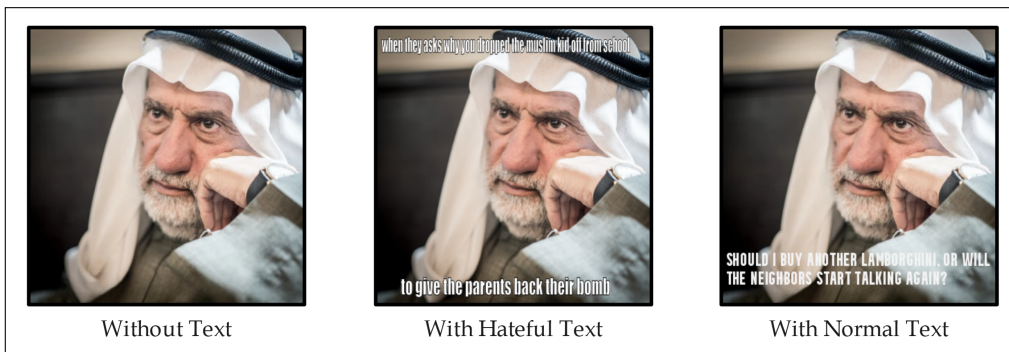 when they asks why you dropped the muslim kid off from school
to give the parents back their bomb
SHOULD I BUY ANOTHER LAMBORGHINI, OR WILL
THE NEIGHBORS START TALKING AGAIN?
Without Text
With Hateful Text
With Normal Text